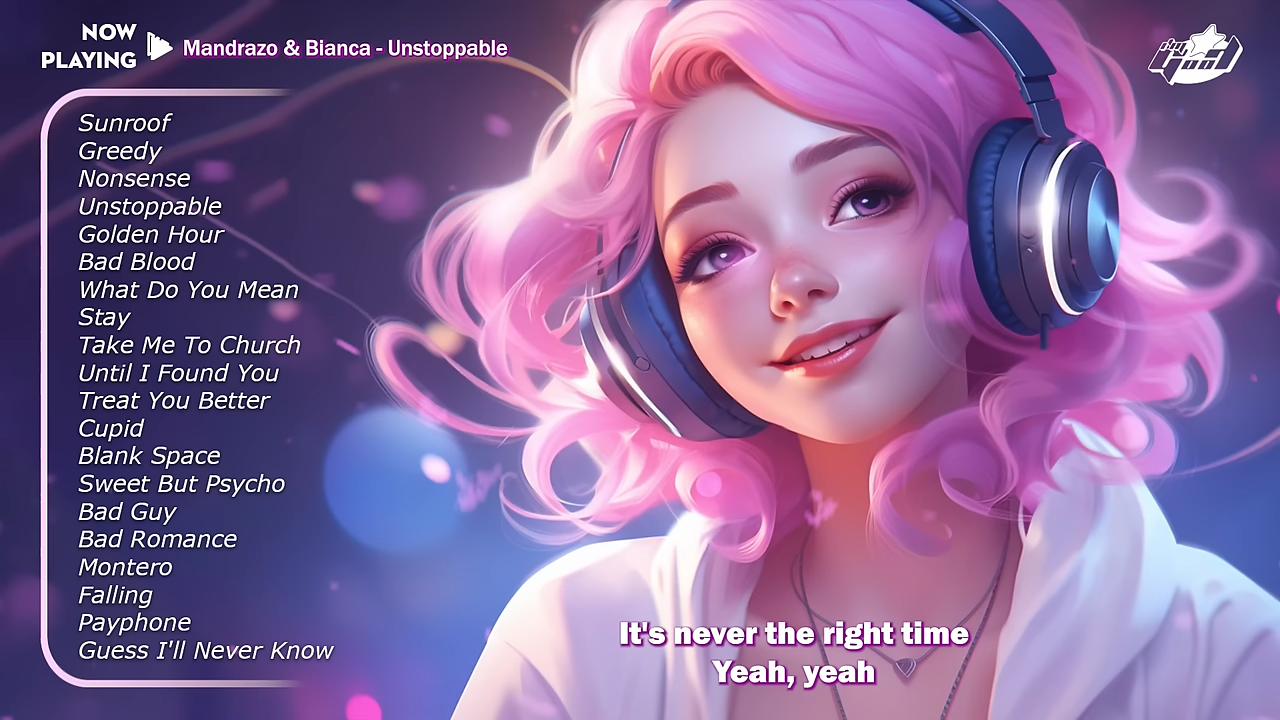 NOW
PLAYING
Mandrazo & Bianca - Unstoppable
Sunroof
Greedy
Nonsense
Unstoppable
Golden Hour
Bad Blood
What Do You Mean
Stay
Take Me To Church
Until I Found You
Treat You Better
Cupid
Blank Space
Sweet But Psycho
Bad Guy
Bad Romance
Montero
Falling
Payphone
Guess I'll Never Know
It's never the right time
Yeah, yeah